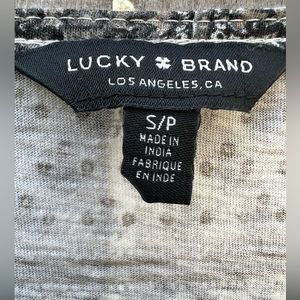 LUCKY BRAND
LOS ANGELES, CA
S/P
MADE IN
INDIA
FABRIQUE
EN INDE